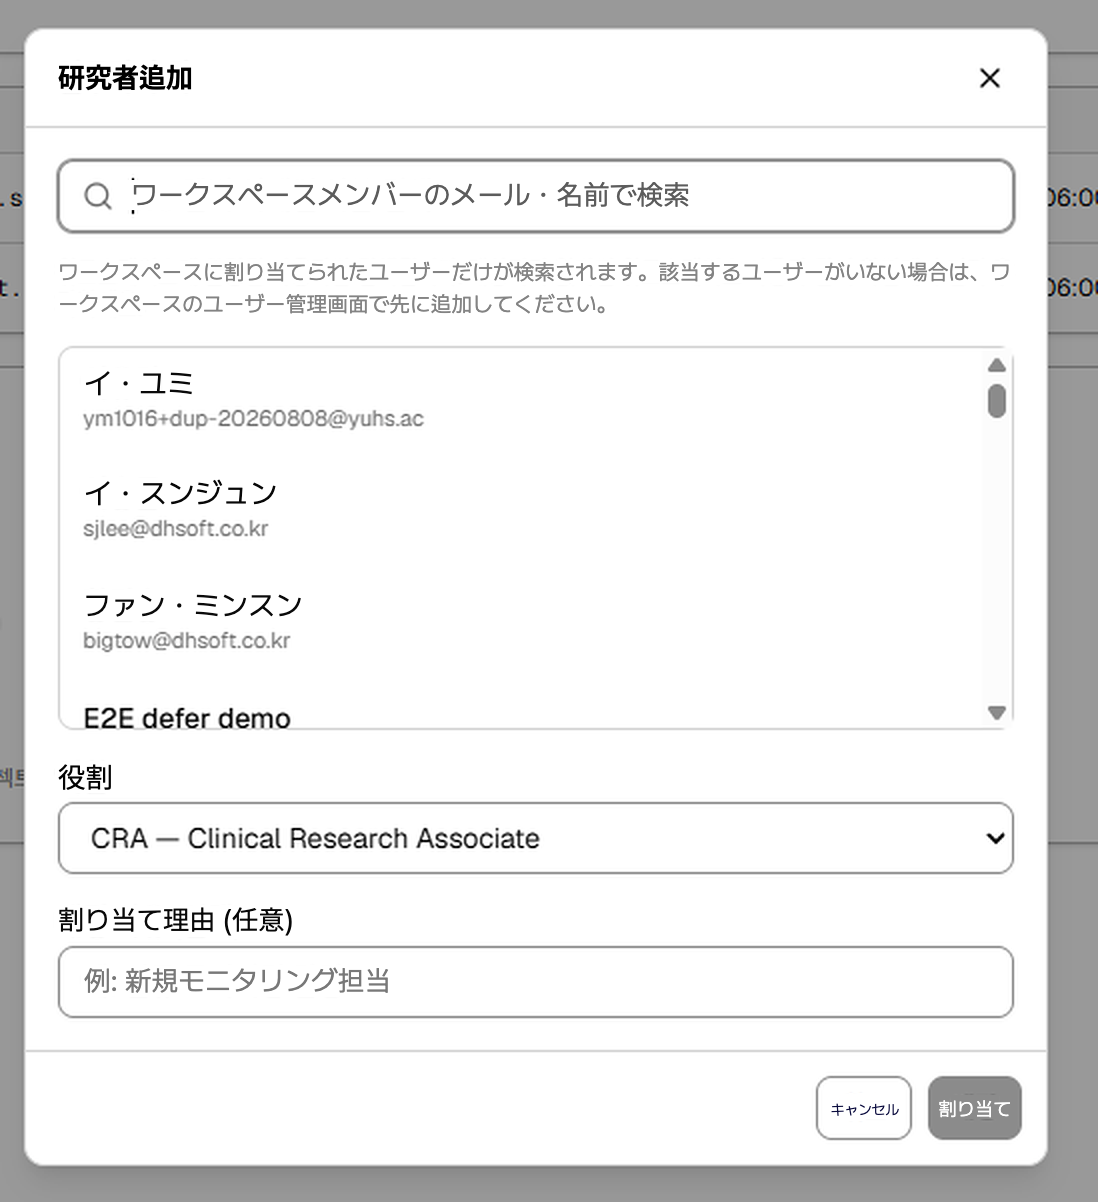 研究者追加
ワークスペースメンバーのメール・名前で検索
ワークスペースに割り当てられたユーザーだけが検索されます。該当するユーザーがいない場合は、ワ
ークスペースのユーザー管理画面で先に追加してください。
イ・ユミ
ym1016+dup-20260808@yuhs.ac
イ・スンジュン
sjlee@dhsoft.co.kr
ファン・ミンスン
bigtow@dhsoft.co.kr
E2E defer demo
役割
CRA — Clinical Research Associate
割り当て理由 (任意)
例: 新規モニタリング担当
キャンセル
割り当て